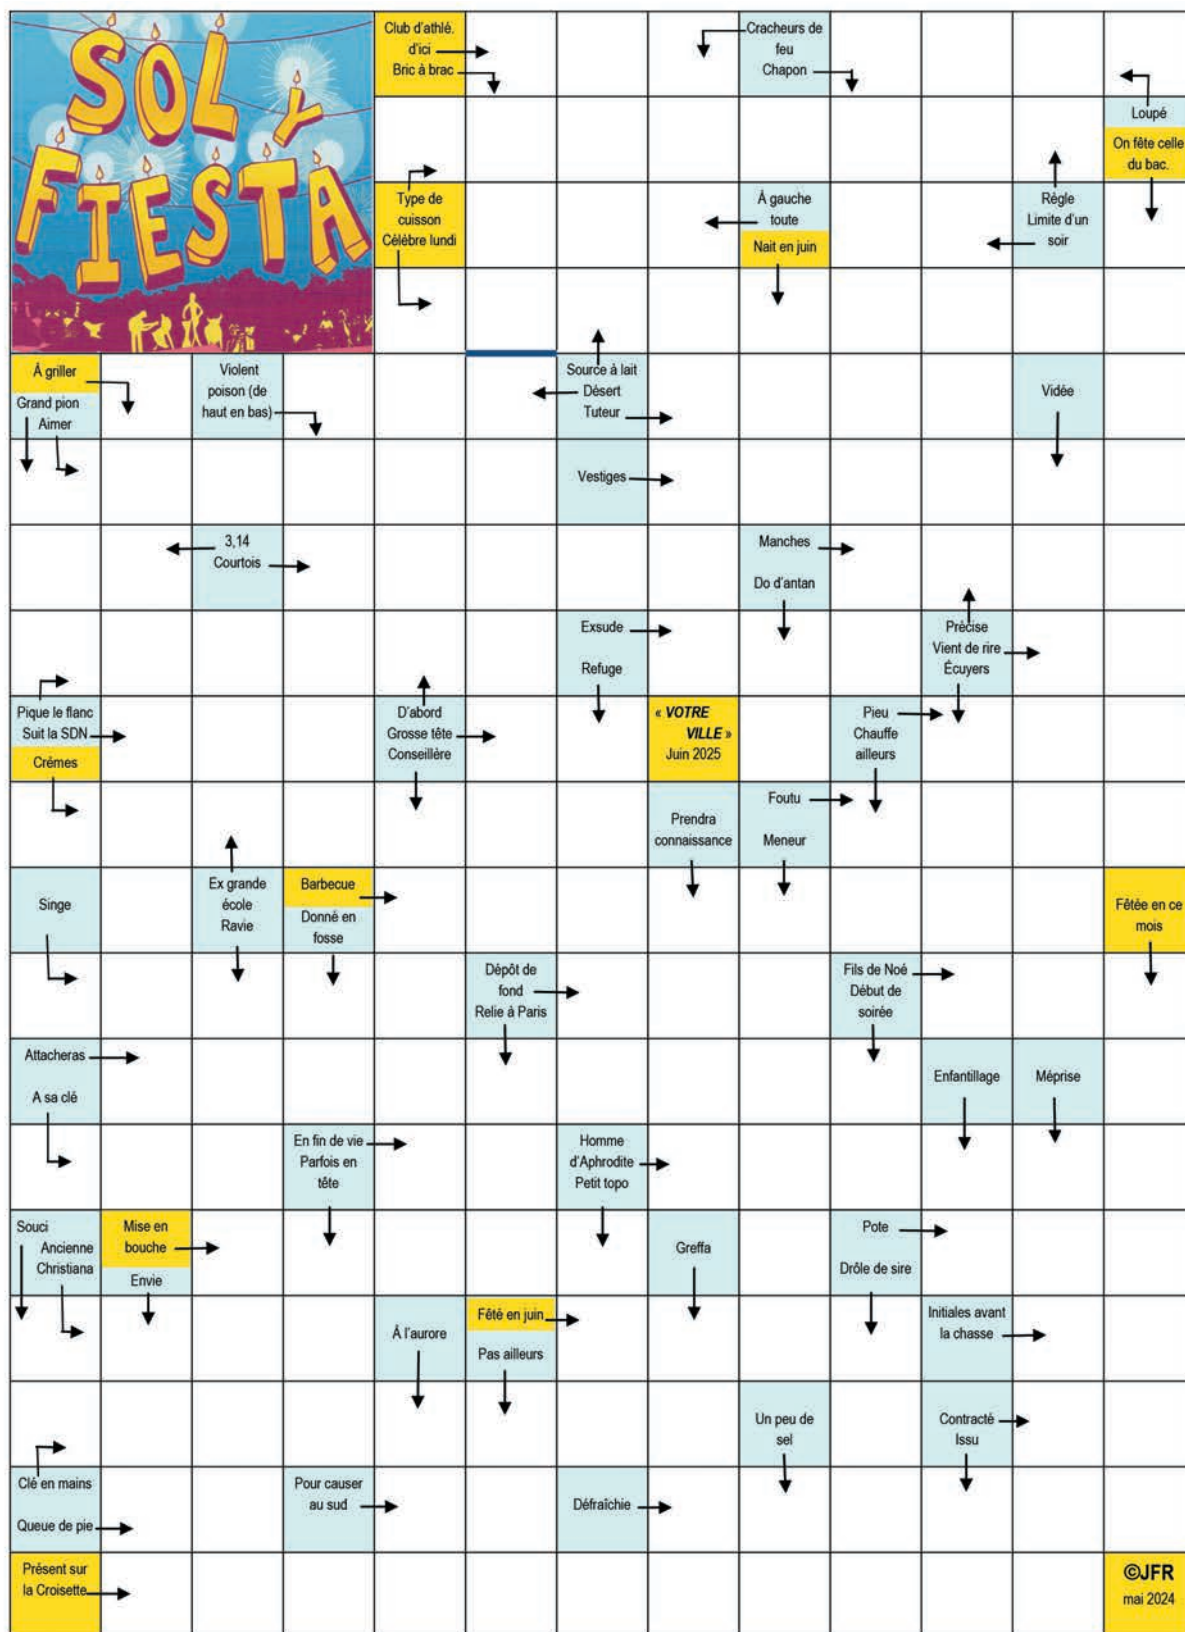 SOL Y
FIESTA
Club d'athlé.
d'ici
Bric à brac
Cracheurs de
feu
Chapon
Loupé
On fête celle
du bac.
Type de
cuisson
Célèbre lundi
À gauche
toute
Nait en juin
Règle
Limite d'un
soir
À griller
Grand pion
Aimer
Violent
poison (de
haut en bas)
Source à lait
Désert
Tuteur
Vidée
Vestiges
3,14
Courtois
Manches
Do d'antan
Exsude
Refuge
Précise
Vient de rire
Écuyers
Pique le flanc
Suit la SDN
Crèmes
D'abord
Grosse tête
Conseillère
« VOTRE
VILLE »
Juin 2025
Pieu
Chauffe
ailleurs
Prendra
connaissance
Foutu
Meneur
Singe
Ex grande
école
Ravie
Barbecue
Donné en
fosse
Fêtée en ce
mois
Dépôt de
fond
Relie à Paris
Fils de Noé
Début de
soirée
Attacheras
A sa clé
Enfantillage
Méprise
En fin de vie
Parfois en
tête
Homme
d'Aphrodite
Petit topo
Souci
Ancienne
Christiana
Mise en
bouche
Envie
Greffa
Pote
Drôle de sire
À l'aurore
Fêté en juin
Pas ailleurs
Initiales avant
la chasse
Un peu de
sel
Contracté
Issu
Clé en mains
Queue de pie
Pour causer
au sud
Défraîchie
Présent sur
la Croisette
©JFR
mai 2024